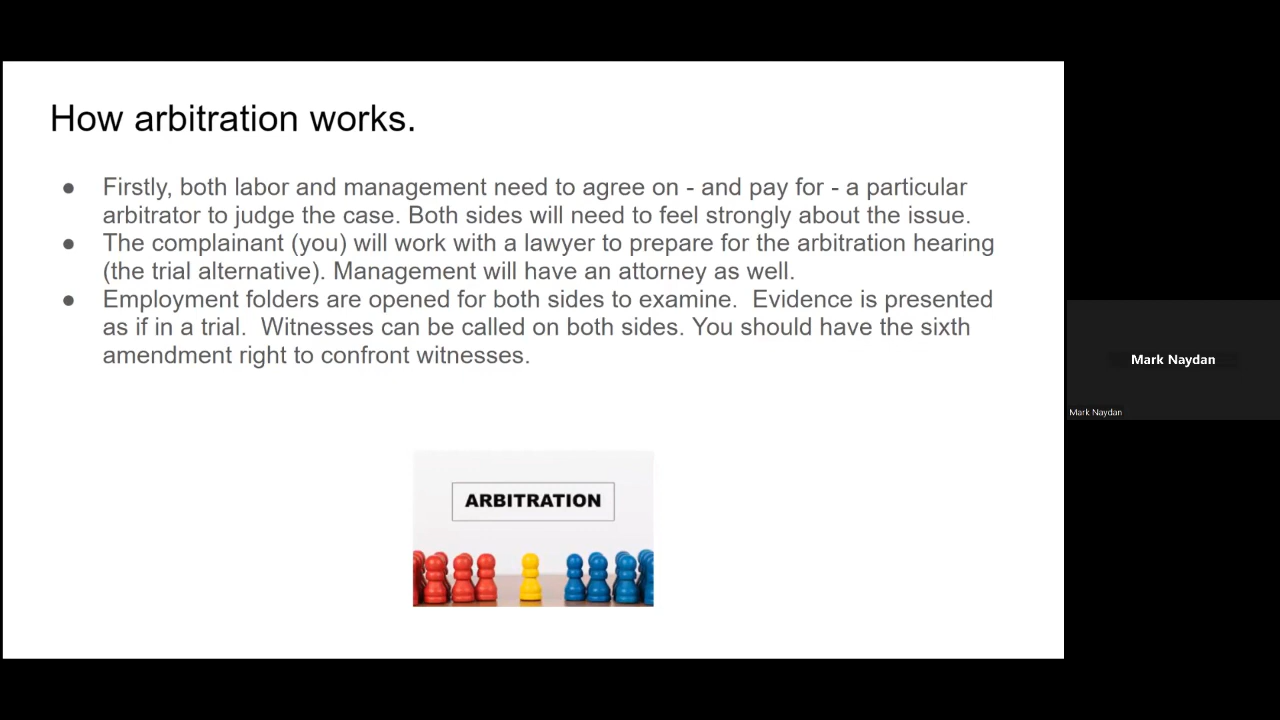 How arbitration works.
● Firstly, both labor and management need to agree on - and pay for - a particular
arbitrator to judge the case. Both sides will need to feel strongly about the issue.
● The complainant (you) will work with a lawyer to prepare for the arbitration hearing
(the trial alternative). Management will have an attorney as well.
● Employment folders are opened for both sides to examine.  Evidence is presented
as if in a trial.  Witnesses can be called on both sides. You should have the sixth
amendment right to confront witnesses.
ARBITRATION
Mark Naydan
Mark Naydan